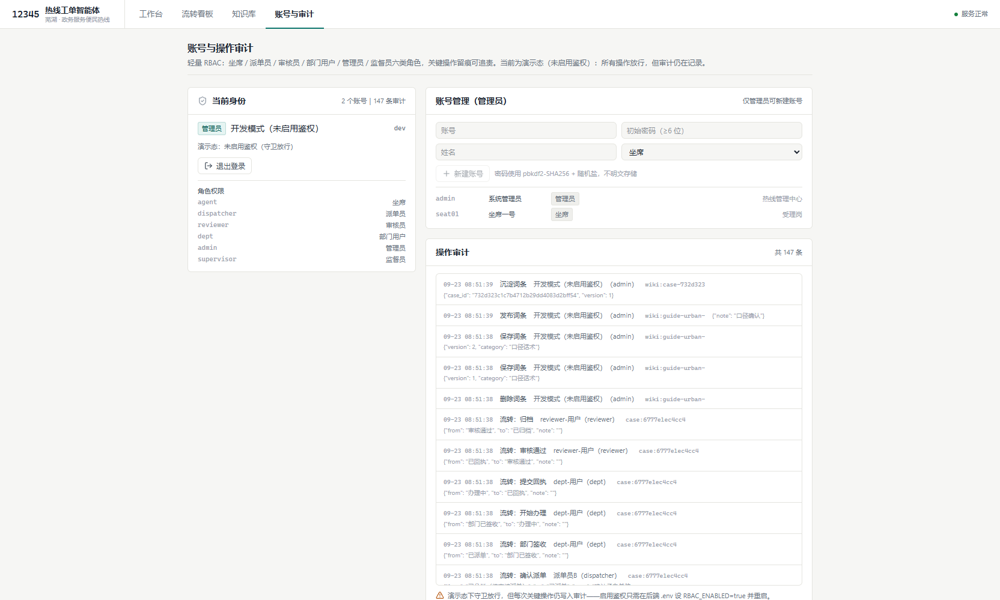 12345 热线工单智能体
芜湖 · 政务服务便民热线
工作台 流转看板 知识库 账号与审计
服务正常
账号与操作审计
轻量 RBAC：坐席 / 派单员 / 审核员 / 部门用户 / 管理员 / 监督员六类角色，关键操作留痕可追责。当前为演示态（未启用鉴权）：所有操作放行，但审计仍在记录。
当前身份 2 个账号 | 147 条审计
管理员 开发模式（未启用鉴权） dev
演示态：未启用鉴权（守卫放行）
退出登录
角色权限
agent 坐席
dispatcher 派单员
reviewer 审核员
dept 部门用户
admin 管理员
supervisor 监督员
账号管理（管理员） 仅管理员可新建账号
账号 初始密码（≥6 位）
姓名 坐席
新建账号 密码使用 pbkdf2-SHA256 + 随机盐，不明文存储
admin 系统管理员 管理员 热线管理中心
seat01 坐席一号 坐席 受理岗
操作审计 共 147 条
09-23 08:51:39 沉淀词条 开发模式（未启用鉴权） (admin) wiki:case-732d323
{"case_id": "732d323c1c7b4712b29dd4083d2bff54", "version": 1}
09-23 08:51:39 发布词条 开发模式（未启用鉴权） (admin) wiki:guide-urban- {"note": "口径确认"}
09-23 08:51:38 保存词条 开发模式（未启用鉴权） (admin) wiki:guide-urban-
{"version": 2, "category": "口径话术"}
09-23 08:51:38 保存词条 开发模式（未启用鉴权） (admin) wiki:guide-urban-
{"version": 1, "category": "口径话术"}
09-23 08:51:38 删除词条 开发模式（未启用鉴权） (admin) wiki:guide-urban-
09-23 08:51:38 流转：归档 reviewer-用户 (reviewer) case:6777e1ec4cc4
{"from": "审核通过", "to": "已归档", "note": ""}
09-23 08:51:38 流转：审核通过 reviewer-用户 (reviewer) case:6777e1ec4cc4
{"from": "已回执", "to": "审核通过", "note": ""}
09-23 08:51:38 流转：提交回执 dept-用户 (dept) case:6777e1ec4cc4
{"from": "办理中", "to": "已回执", "note": ""}
09-23 08:51:38 流转：开始办理 dept-用户 (dept) case:6777e1ec4cc4
{"from": "部门已签收", "to": "办理中", "note": ""}
09-23 08:51:38 流转：部门签收 dept-用户 (dept) case:6777e1ec4cc4
{"from": "已派单", "to": "部门已签收", "note": ""}
09-23 08:51:38 流转：确认派单 派单员B (dispatcher) case:6777e1ec4cc4
演示态下守卫放行，但每次关键操作仍写入审计——启用鉴权只需在后端 .env 设 RBAC_ENABLED=true 并重启。